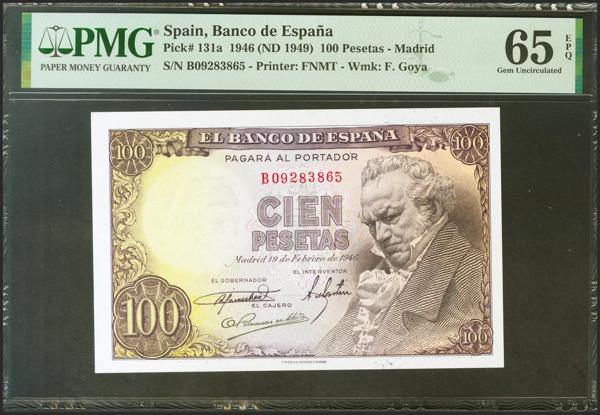 PMG
PAPER MONEY GUARANTY
Spain, Banco de España
Pick# 131a 1946 (ND 1949) 100 Pesetas - Madrid
S/N B09283865 - Printer: FNMT - Wmk: F. Goya
65 EPQ
Gem Uncirculated
100
EL BANCO DE ESPAÑA
100
PAGARÁ AL PORTADOR
B09283865
CIEN
PESETAS
Madrid 19 de Febrero de 1946
EL GOBERNADOR
EL INTERVENTOR
EL CAJERO
100
100